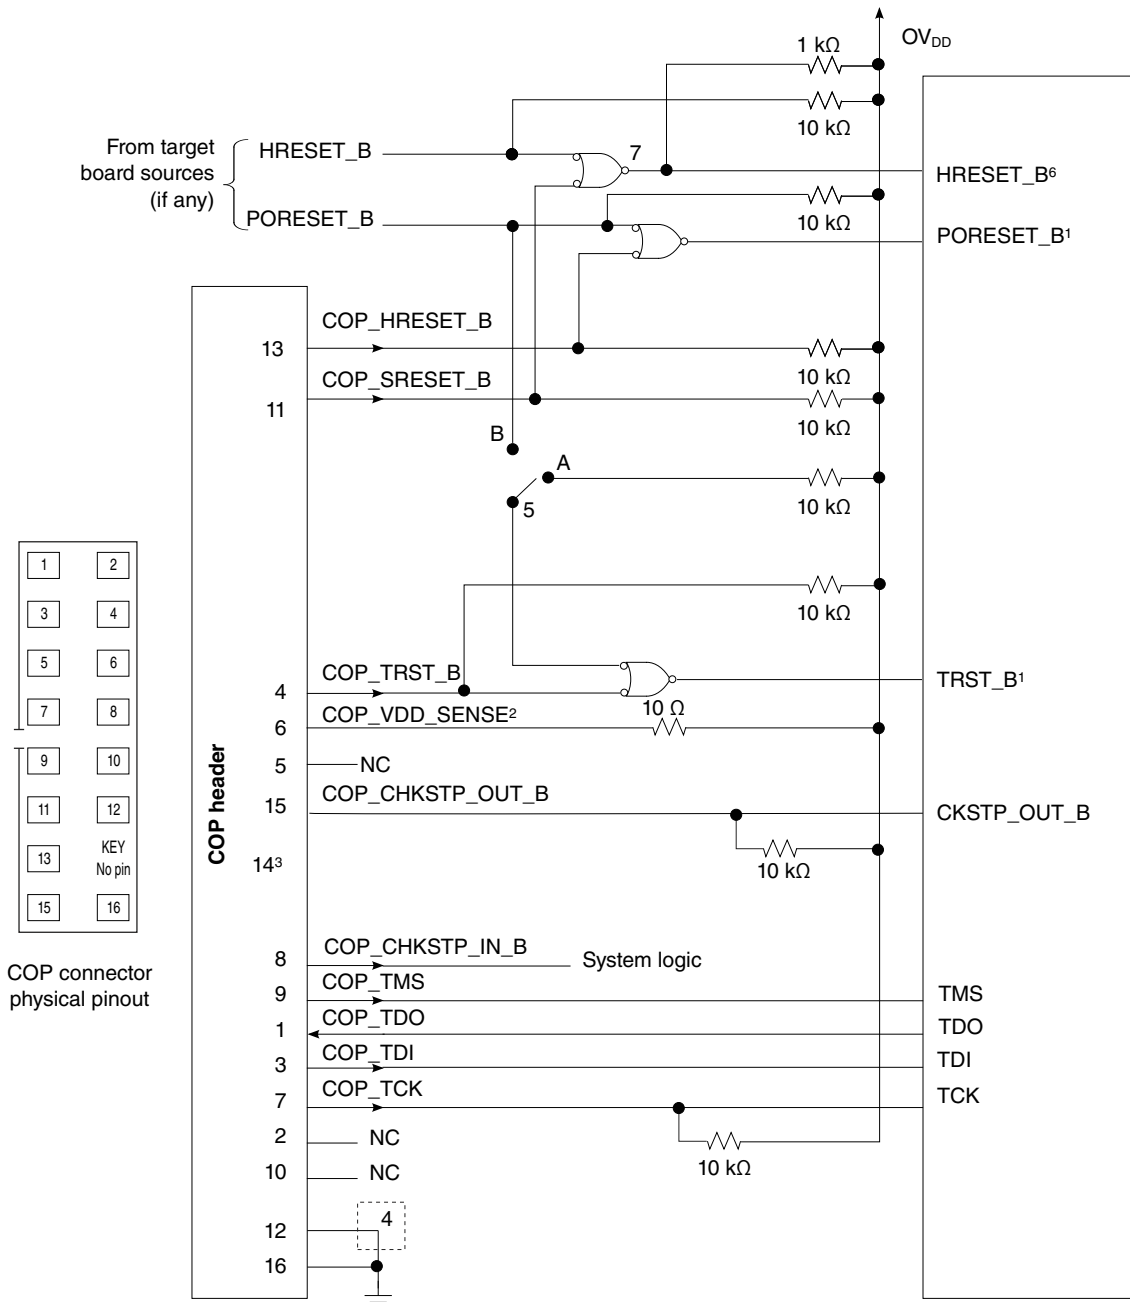 OVDD
1 kΩ
10 kΩ
From target
board sources
(if any)
HRESET_B
7
HRESET_B6
PORESET_B
10 kΩ
PORESET_B1
COP_HRESET_B
13
10 kΩ
COP_SRESET_B
11
10 kΩ
B
A
5
10 kΩ
10 kΩ
COP_TRST_B
4
TRST_B1
10 Ω
COP_VDD_SENSE2
6
5
NC
COP_CHKSTP_OUT_B
15
CKSTP_OUT_B
10 kΩ
143
COP header
COP_CHKSTP_IN_B
8
System logic
COP_TMS
9
TMS
COP_TDO
1
TDO
COP_TDI
3
TDI
COP_TCK
7
TCK
10 kΩ
2
NC
10
NC
4
12
16
1 2
3 4
5 6
7 8
9 10
11 12
13 KEY
No pin
15 16
COP connector
physical pinout